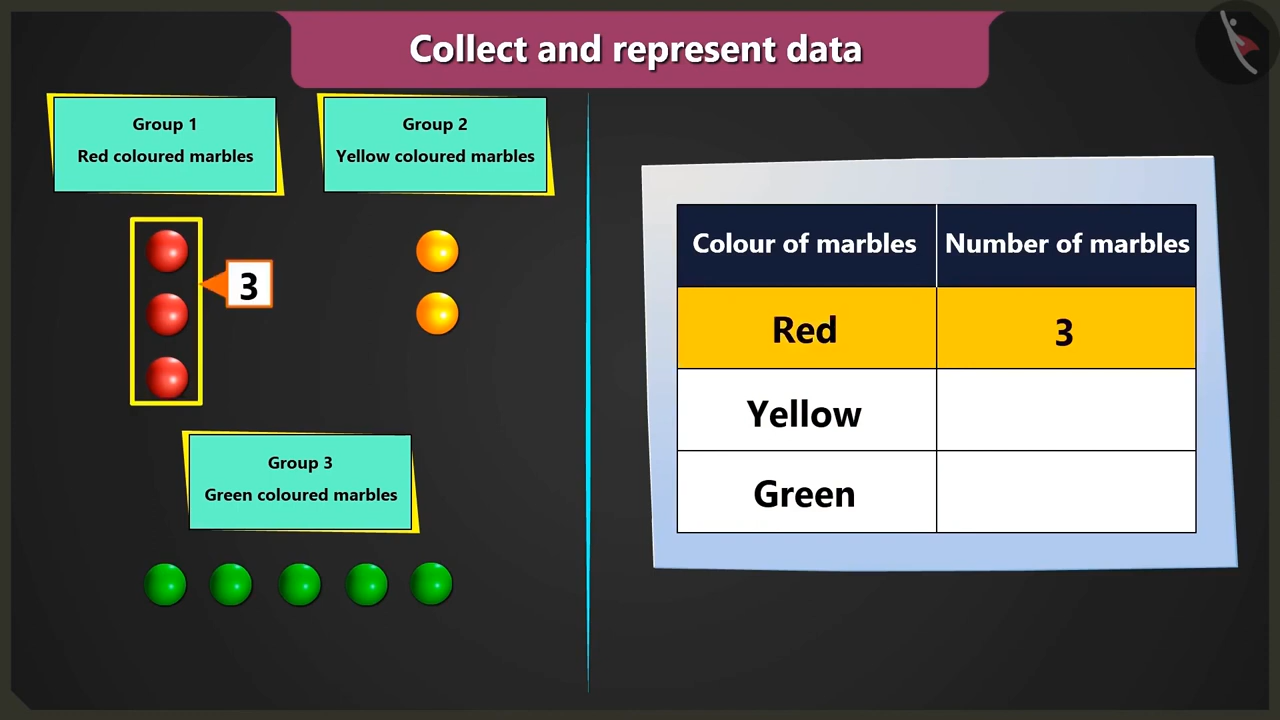 Collect and represent data
Group 1
Red coloured marbles
Group 2
Yellow coloured marbles
3
Group 3
Green coloured marbles
Colour of marbles Number of marbles
Red 3
Yellow
Green